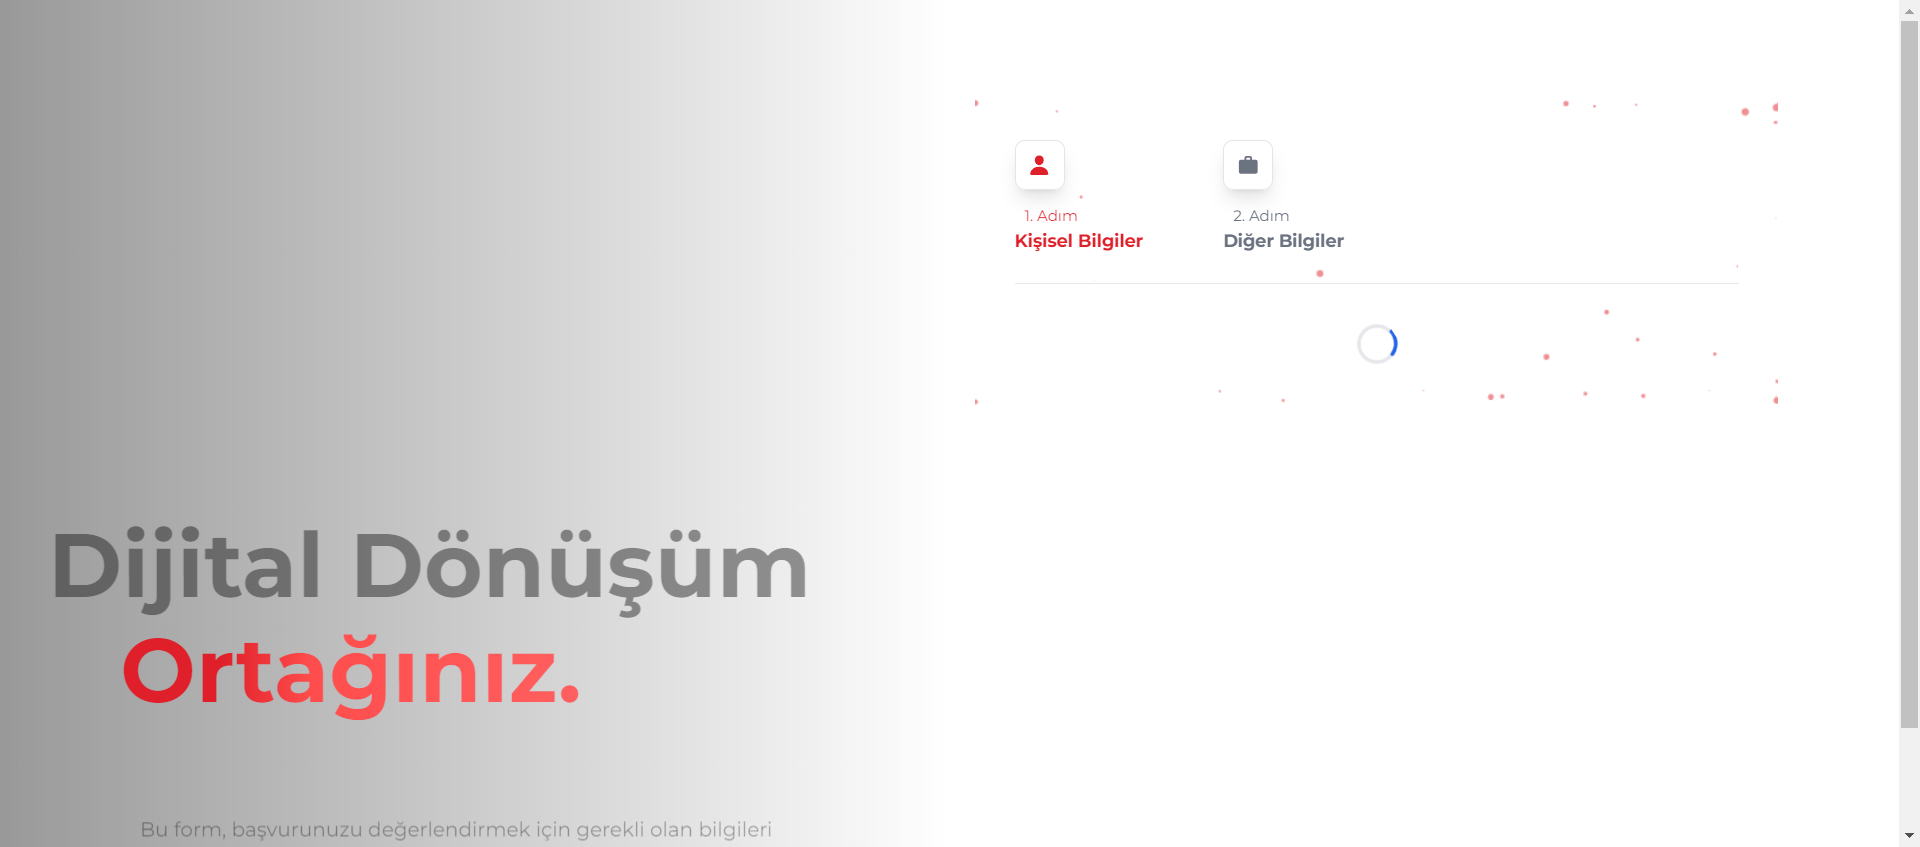 Dijital Dönüşüm
Ortağınız.
Bu form, başvurunuzu değerlendirmek için gerekli olan bilgileri
1. Adım
Kişisel Bilgiler
2. Adım
Diğer Bilgiler